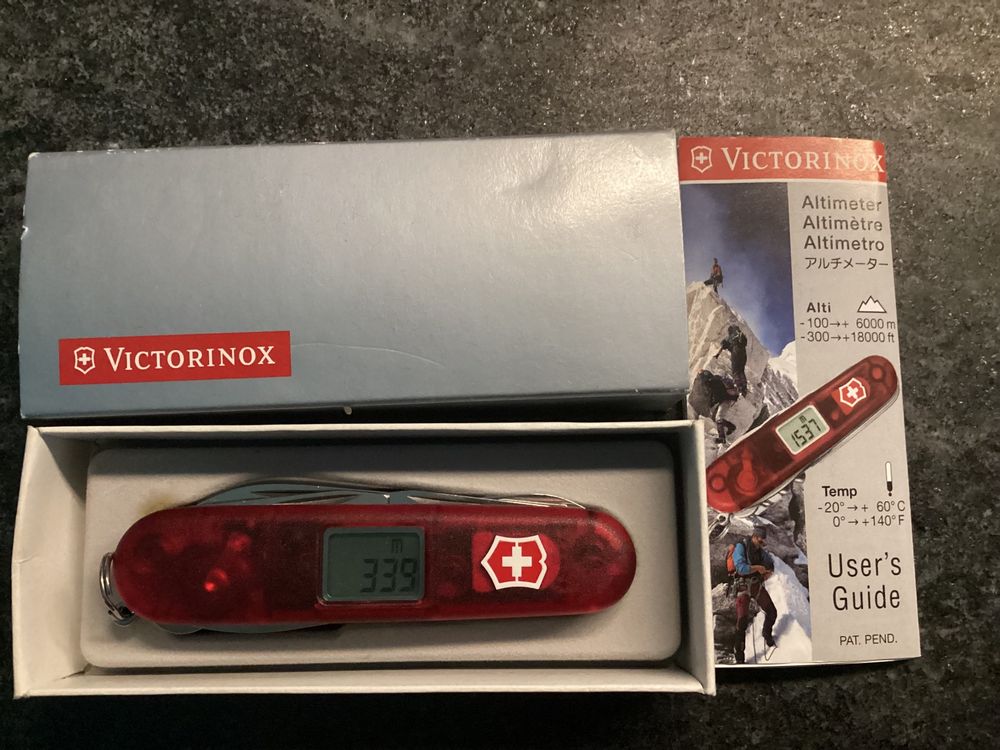 VICTORINOX
m
339
VICTORINOX
Altimeter
Altimètre
Altímetro
アルチメーター
Alti
-100→+ 6000 m
-300→+18000 ft
m
1537
Temp
-20°→+ 60°C
0°→+140°F
User's
Guide
PAT. PEND.